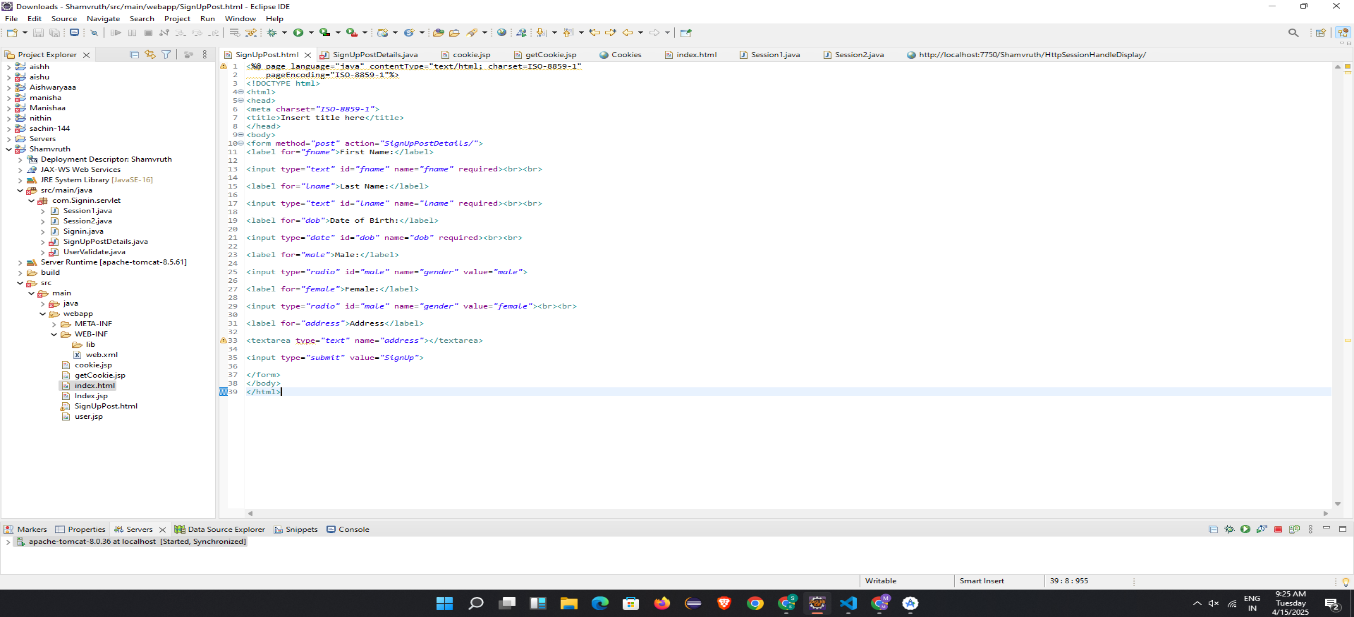 Downloads - Shamvruth/src/main/webapp/SignUpPost.html - Eclipse IDE
File Edit Source Navigate Search Project Run Window Help
Project Explorer
aishh
aishu
Aishwaryaaa
manisha
Manishaa
nithin
sachin-144
Servers
Shamvruth
Deployment Descriptor: Shamvruth
JAX-WS Web Services
JRE System Library [JavaSE-16]
src/main/java
com.Signin.servlet
Session1.java
Session2.java
Signin.java
SignUpPostDetails.java
UserValidate.java
Server Runtime [apache-tomcat-8.5.61]
build
src
main
java
webapp
META-INF
WEB-INF
lib
web.xml
cookie.jsp
getCookie.jsp
index.html
Index.jsp
SignUpPost.html
user.jsp
SignUpPost.html SignUpPostDetails.java cookie.jsp getCookie.jsp Cookies index.html Session1.java Session2.java http://localhost:7750/Shamvruth/HttpSessionHandleDisplay/
1 <%@ page language="java" contentType="text/html; charset=ISO-8859-1"
2 pageEncoding="ISO-8859-1"%>
3 <!DOCTYPE html>
4 <html>
5 <head>
6 <meta charset="ISO-8859-1">
7 <title>Insert title here</title>
8 </head>
9 <body>
10 <form method="post" action="SignUpPostDetails/">
11 <label for="fname">First Name:</label>
12
13 <input type="text" id="fname" name="fname" required><br><br>
14
15 <label for="lname">Last Name:</label>
16
17 <input type="text" id="lname" name="lname" required><br><br>
18
19 <label for="dob">Date of Birth:</label>
20
21 <input type="date" id="dob" name="dob" required><br><br>
22
23 <label for="male">Male:</label>
24
25 <input type="radio" id="male" name="gender" value="male">
26
27 <label for="female">Female:</label>
28
29 <input type="radio" id="male" name="gender" value="female"><br><br>
30
31 <label for="address">Address</label>
32
33 <textarea type="text" name="address"></textarea>
34
35 <input type="submit" value="SignUp">
36
37 </form>
38 </body>
39 </html>
Markers Properties Servers Data Source Explorer Snippets Console
apache-tomcat-8.0.36 at localhost [Started, Synchronized]
Writable Smart Insert 39 : 8 : 955
ENG
IN
9:25 AM
Tuesday
4/15/2025
2